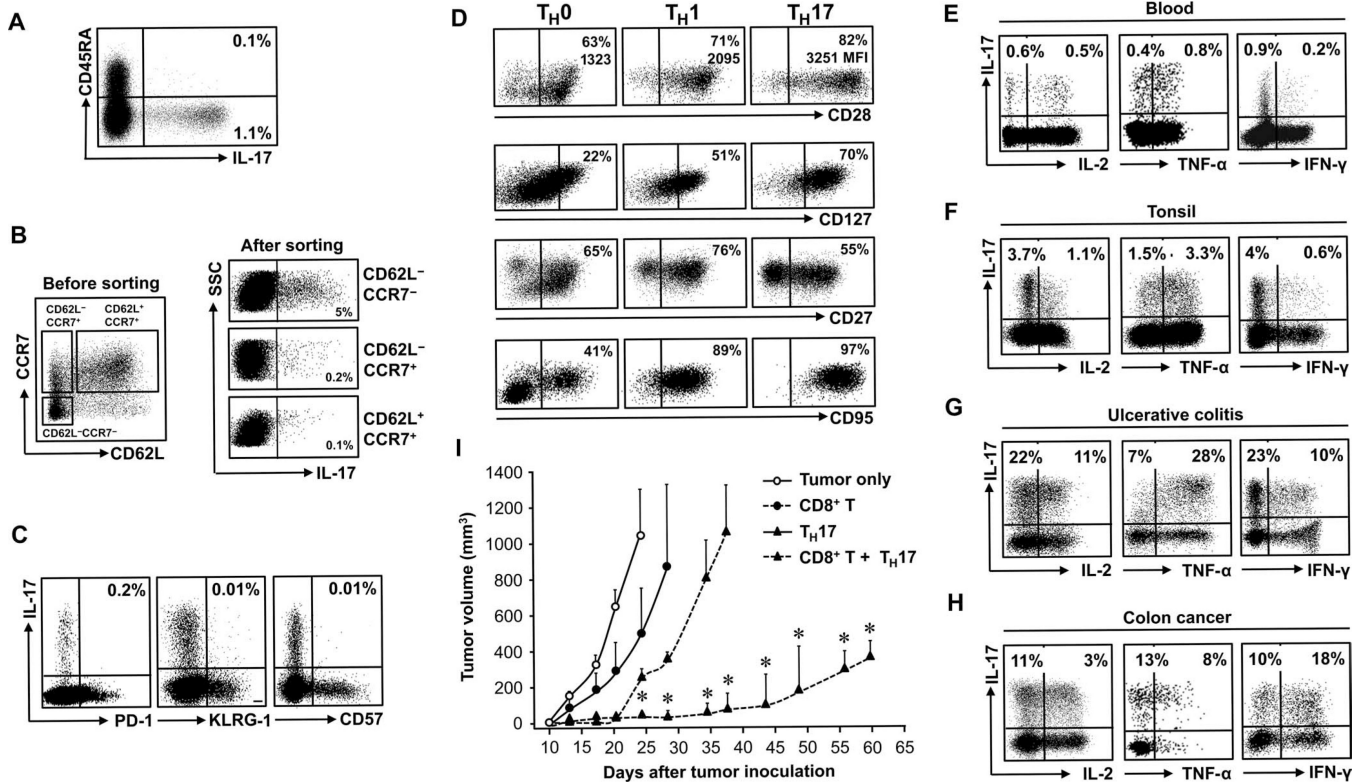 A
CD45RA
0.1%
1.1%
IL-17
B
Before sorting
CD62L⁻
CCR7⁺
CD62L⁺
CCR7⁺
CCR7
CD62L⁻CCR7⁻
CD62L
After sorting
SSC
5%
CD62L⁻
CCR7⁻
0.2%
CD62L⁻
CCR7⁺
0.1%
CD62L⁺
CCR7⁺
IL-17
C
IL-17
0.2%
0.01%
0.01%
PD-1
KLRG-1
CD57
D
TH0
TH1
TH17
63%
1323
71%
2095
82%
3251 MFI
CD28
22%
51%
70%
CD127
65%
76%
55%
CD27
41%
89%
97%
CD95
I
Tumor volume (mm³)
1400
1200
1000
800
600
400
200
0
Tumor only
CD8⁺ T
TH17
CD8⁺ T + TH17
* * * * * * * *
10 15 20 25 30 35 40 45 50 55 60 65
Days after tumor inoculation
E
Blood
IL-17
0.6% 0.5%
0.4% 0.8%
0.9% 0.2%
IL-2
TNF-α
IFN-γ
F
Tonsil
IL-17
3.7% 1.1%
1.5% 3.3%
4% 0.6%
IL-2
TNF-α
IFN-γ
G
Ulcerative colitis
IL-17
22% 11%
7% 28%
23% 10%
IL-2
TNF-α
IFN-γ
H
Colon cancer
IL-17
11% 3%
13% 8%
10% 18%
IL-2
TNF-α
IFN-γ